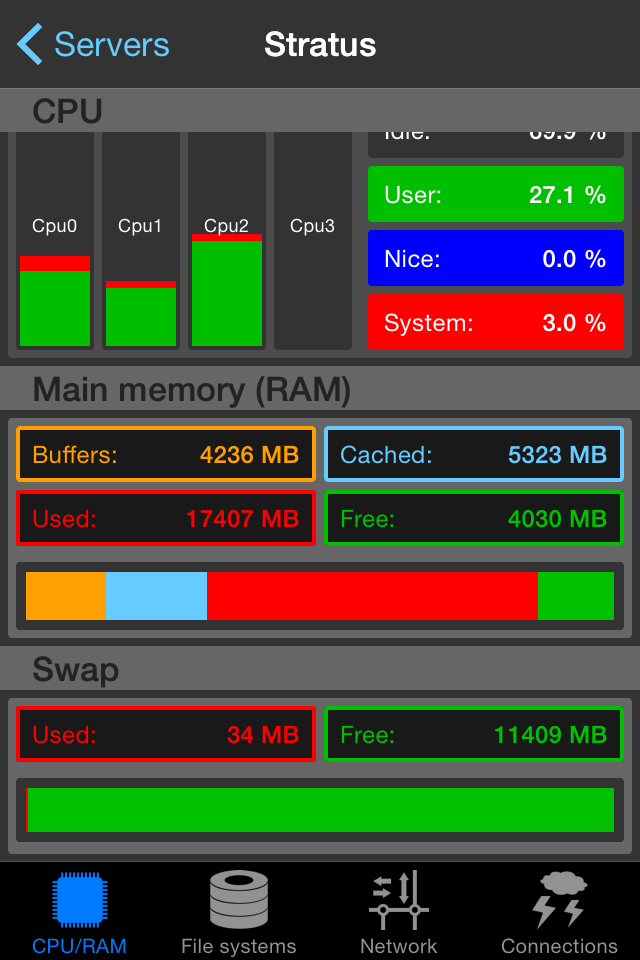 Servers
Stratus
CPU
Idle: 69.9 %
Cpu0 Cpu1 Cpu2 Cpu3
User: 27.1 %
Nice: 0.0 %
System: 3.0 %
Main memory (RAM)
Buffers: 4236 MB Cached: 5323 MB
Used: 17407 MB Free: 4030 MB
Swap
Used: 34 MB Free: 11409 MB
CPU/RAM File systems Network Connections